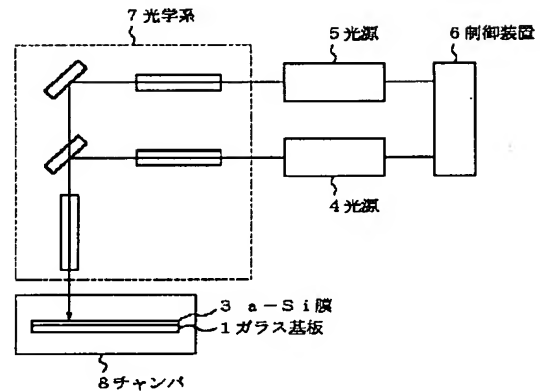 7光学系
5光源
6制御装置
4光源
3 a-Si膜
1ガラス基板
8チャンバ